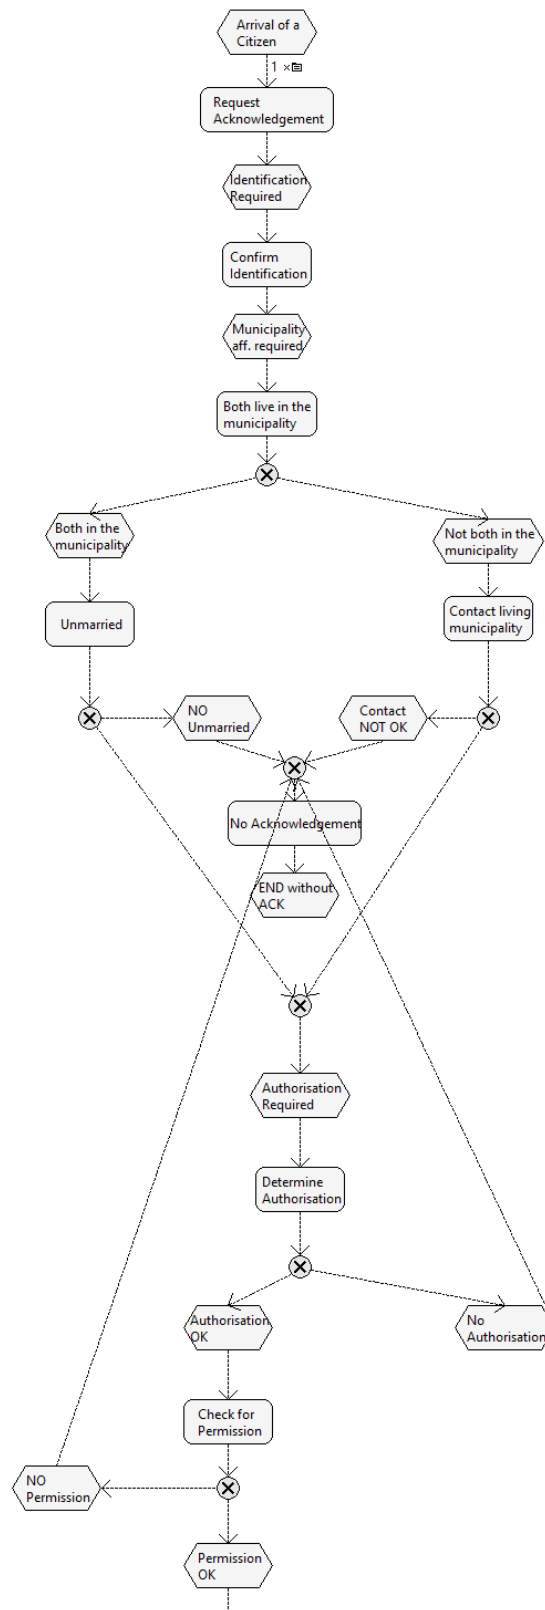 Arrival of a
Citizen
1 ×
Request
Acknowledgement
Identification
Required
Confirm
Identification
Municipality
aff. required
Both live in the
municipality
Both in the
municipality
Not both in the
municipality
Unmarried
Contact living
municipality
NO
Unmarried
Contact
NOT OK
No Acknowledgement
END without
ACK
Authorisation
Required
Determine
Authorisation
Authorisation
OK
No
Authorisation
Check for
Permission
NO
Permission
Permission
OK